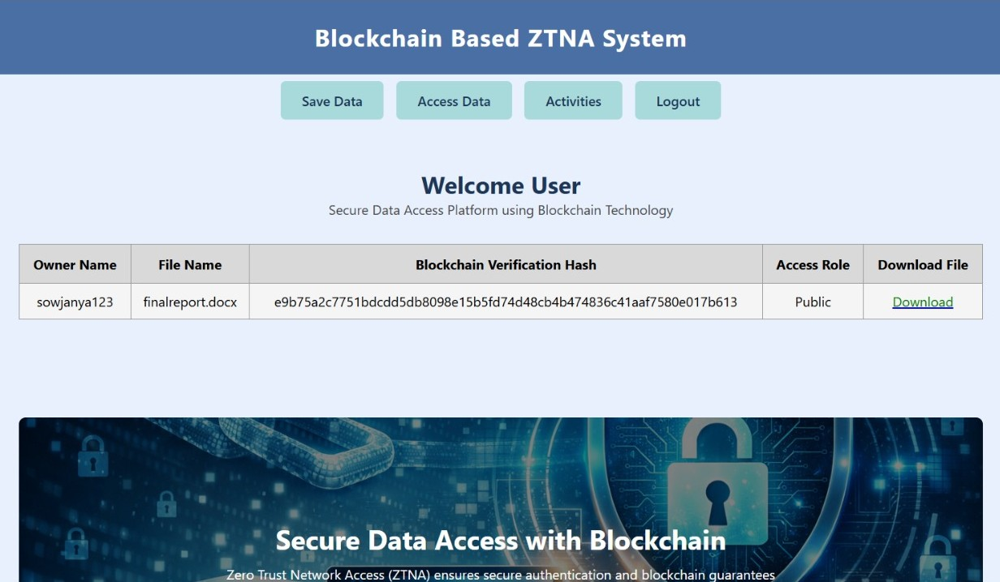 Blockchain Based ZTNA System
Save Data Access Data Activities Logout
Welcome User
Secure Data Access Platform using Blockchain Technology
Owner Name File Name Blockchain Verification Hash Access Role Download File
sowjanya123 finalreport.docx e9b75a2c7751bdcdd5db8098e15b5fd74d48cb4b474836c41aaf7580e017b613 Public Download
Secure Data Access with Blockchain
Zero Trust Network Access (ZTNA) ensures secure authentication and blockchain guarantees